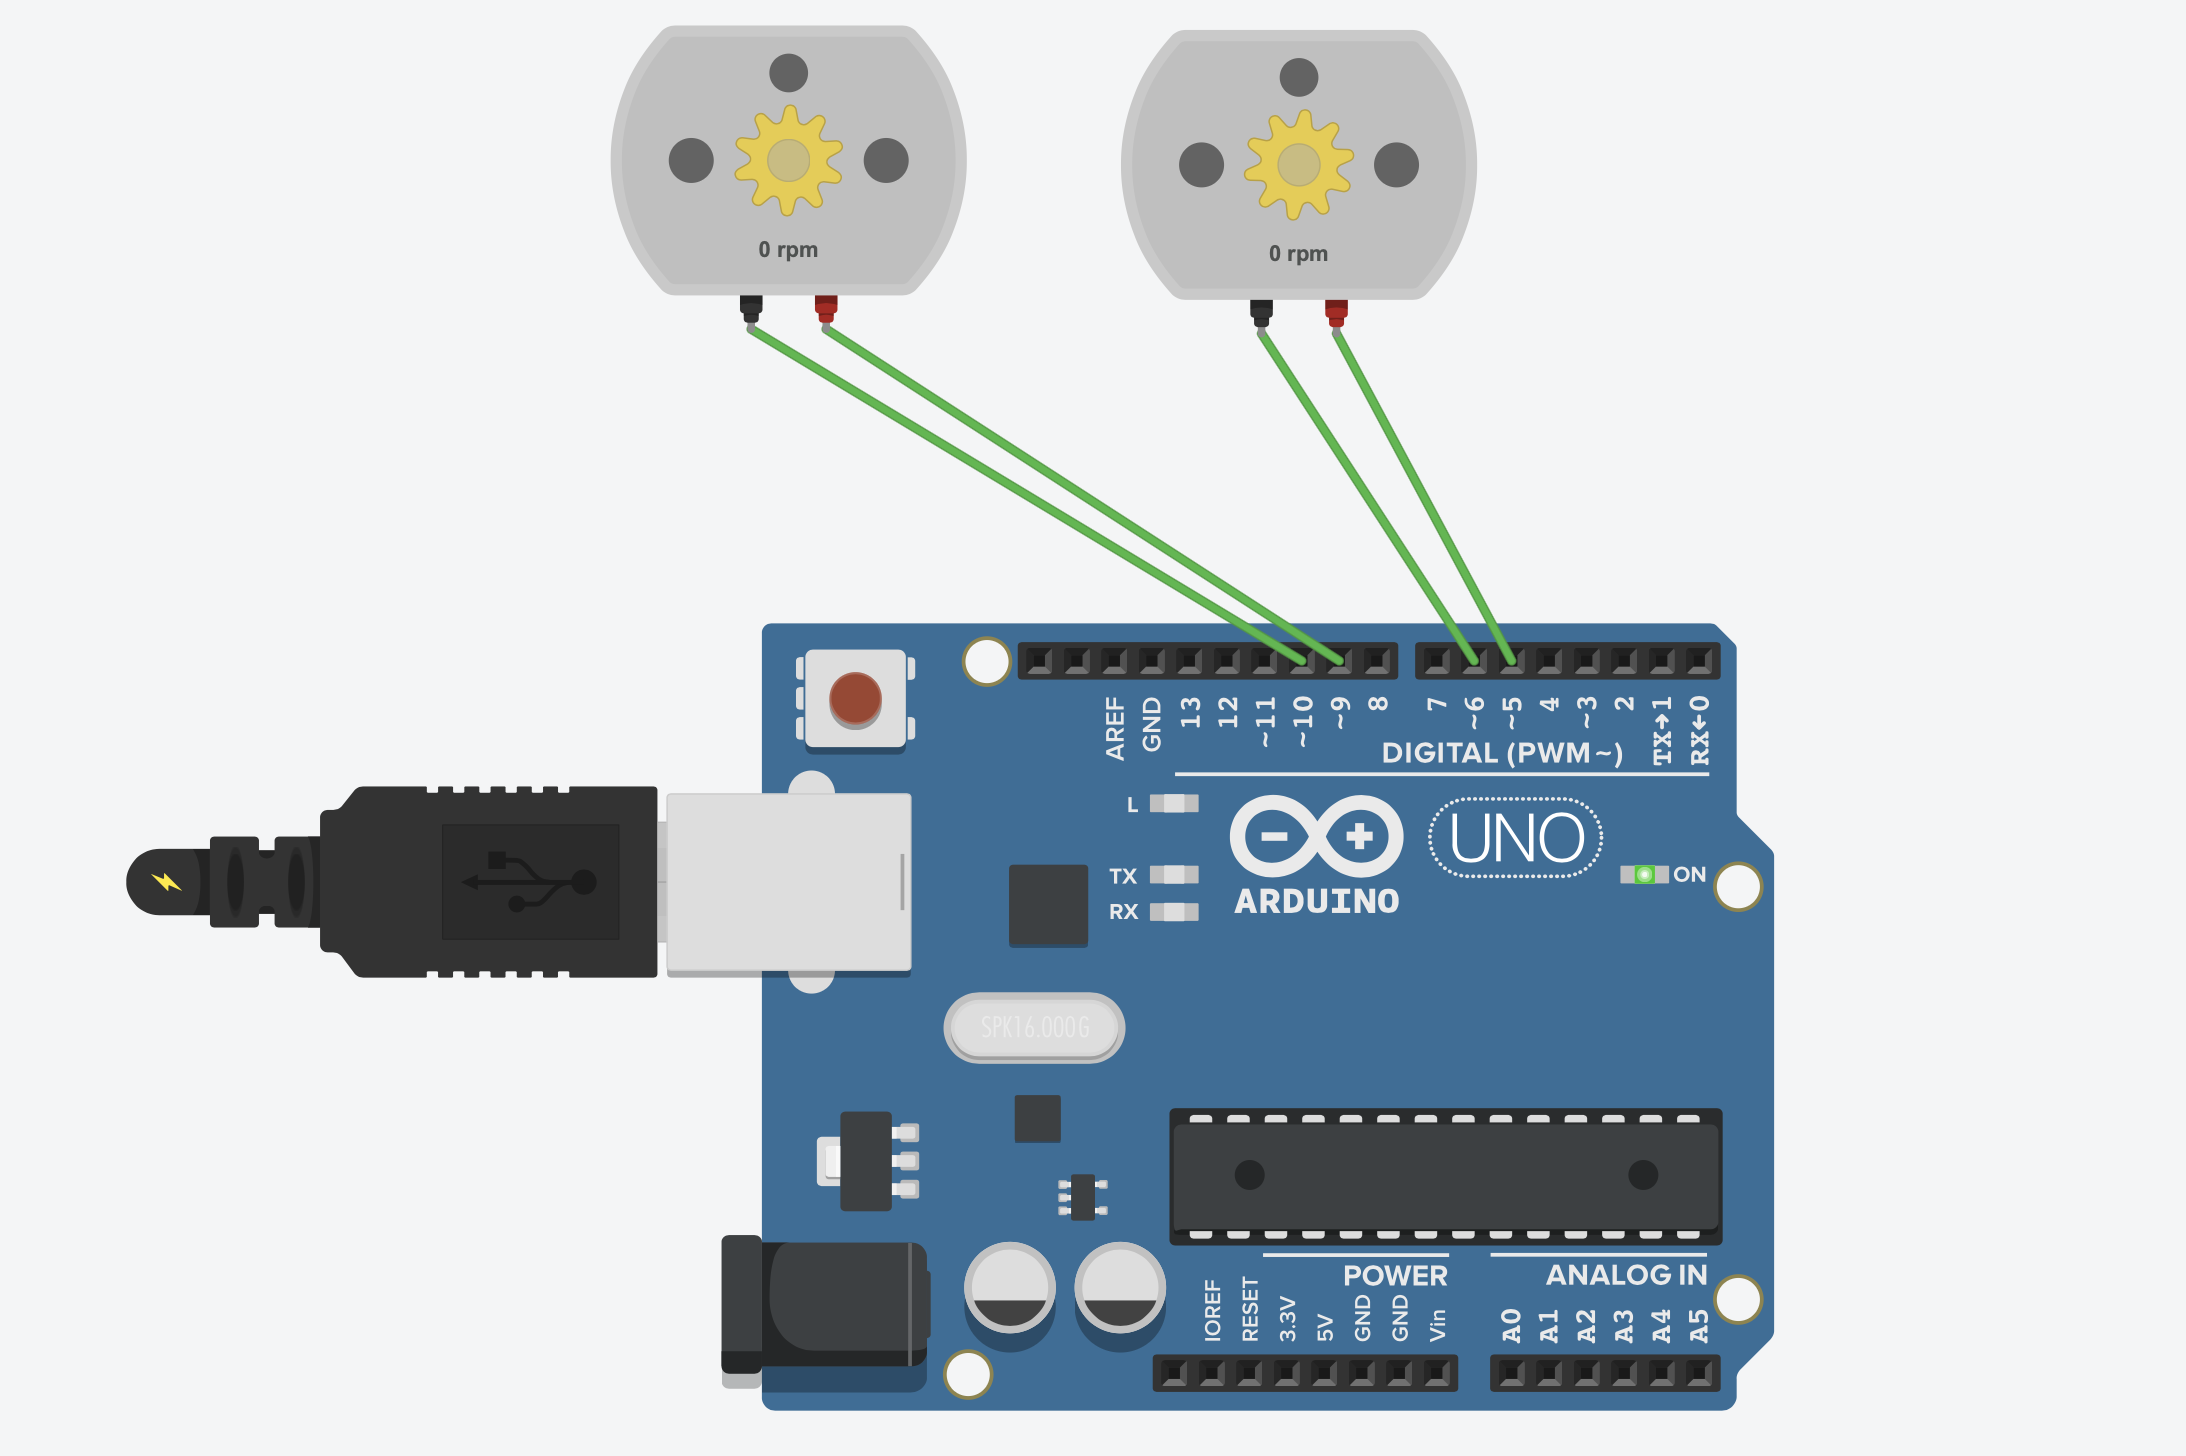 0 rpm
0 rpm
AREF
GND
13
12
~11
~10
~9
8
7
~6
~5
4
~3
2
TX→1
RX←0
DIGITAL (PWM ~)
L
TX
RX
ARDUINO
UNO
ON
SPK16.000G
POWER
ANALOG IN
IOREF
RESET
3.3V
5V
GND
GND
Vin
A0
A1
A2
A3
A4
A5